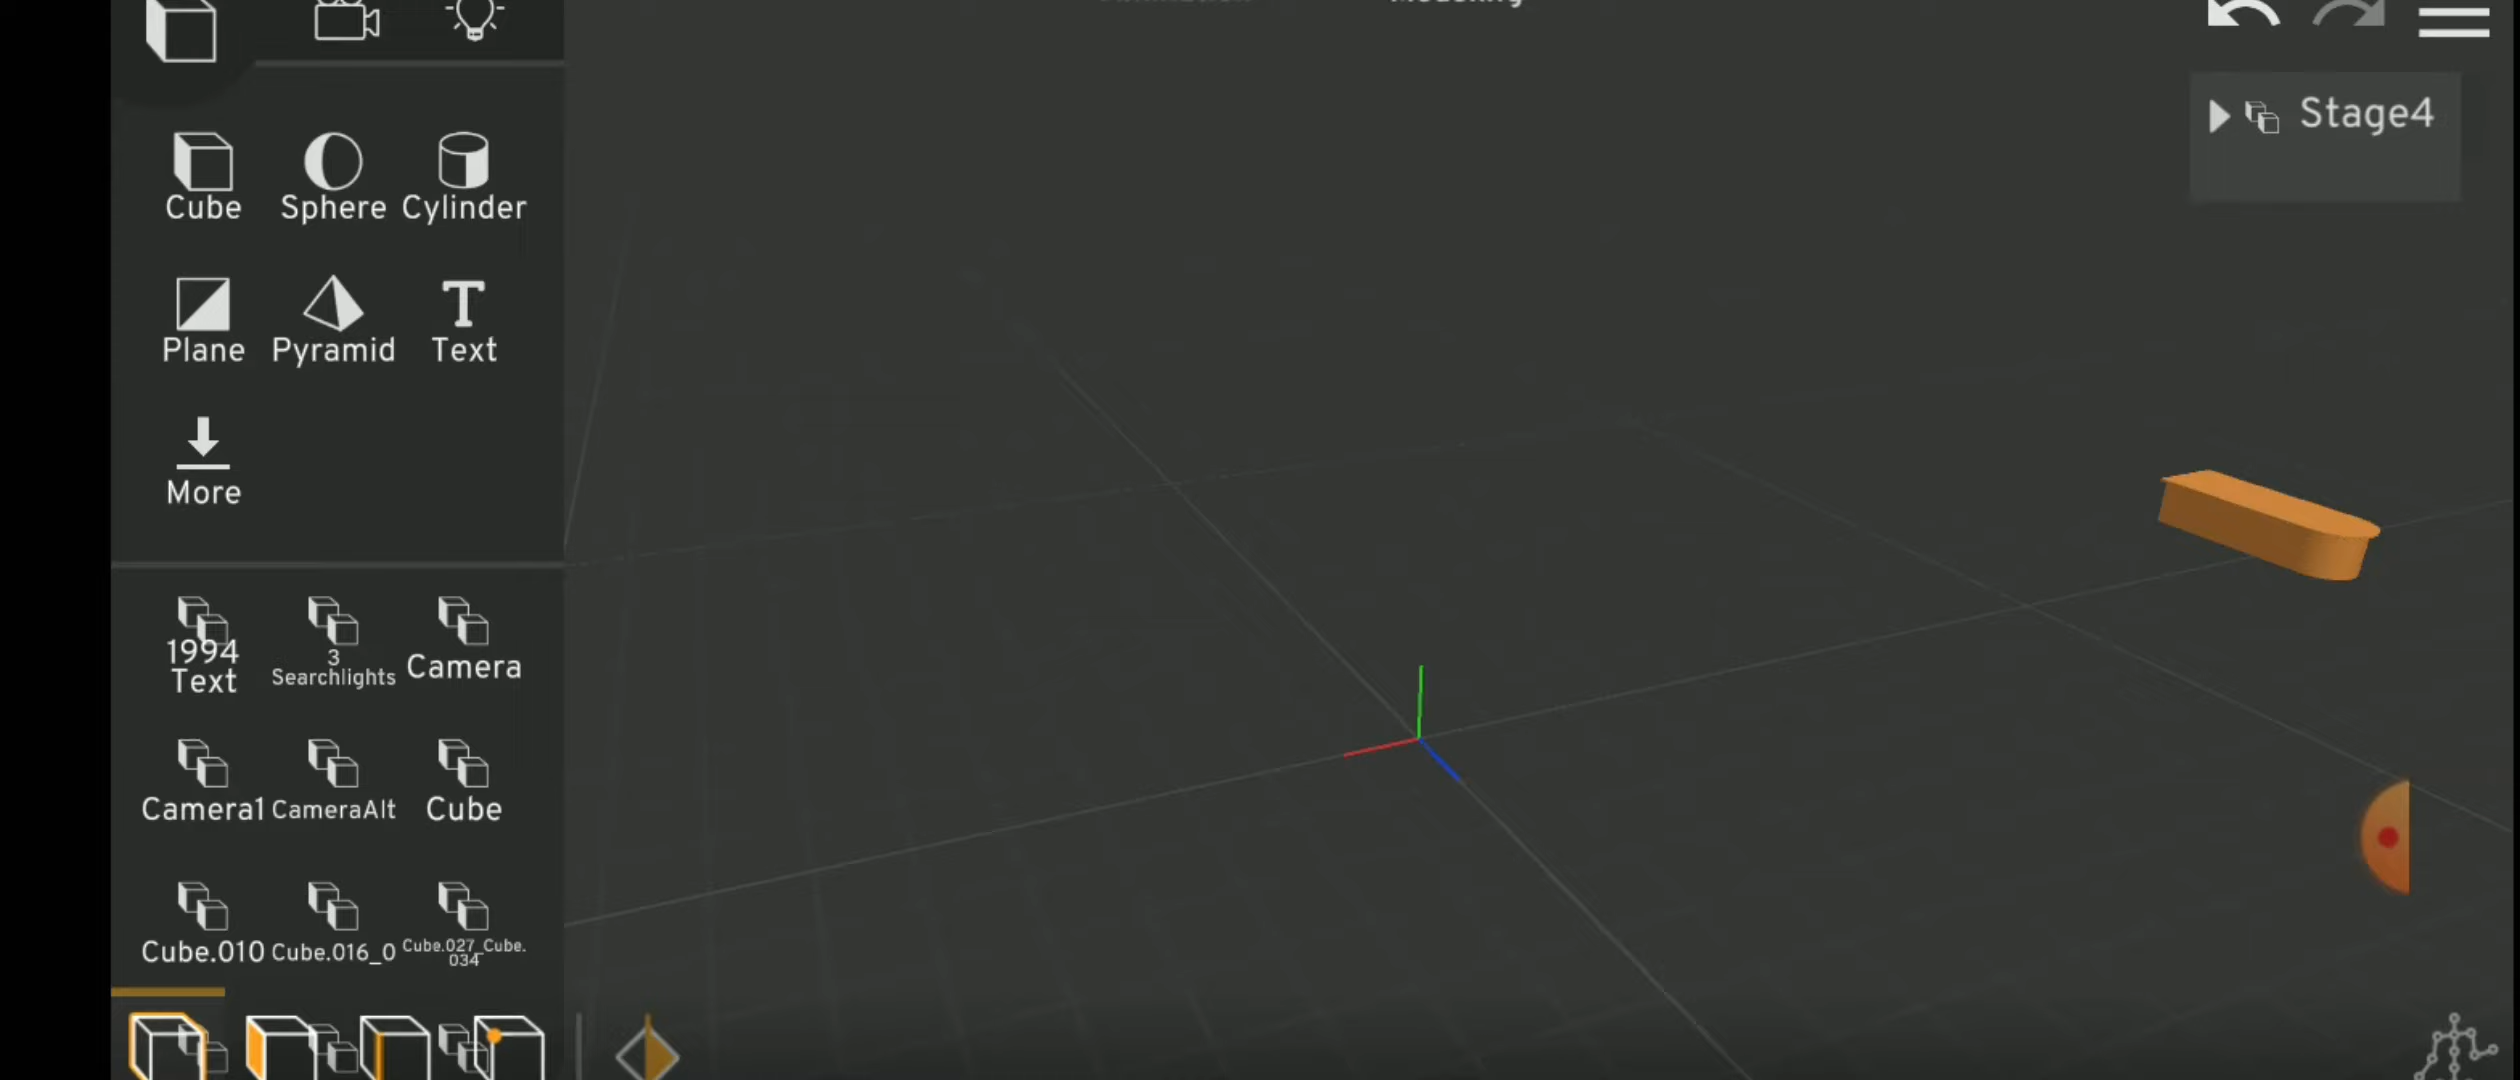 Modeling
Stage4
Cube Sphere Cylinder
Plane Pyramid Text
More
1994
Text
3
Searchlights
Camera
Camera1 CameraAlt Cube
Cube.010 Cube.016_0
Cube.027_Cube.
034